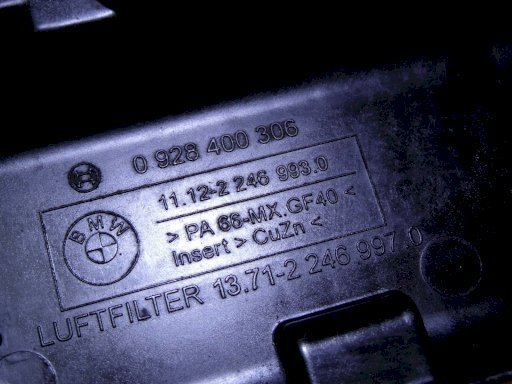 0 928 400 306
BMW
11.12-2 246 993.0
> PA 66-MX.GF40 <
Insert > CuZn <
LUFTFILTER 13.71-2 246 997.0